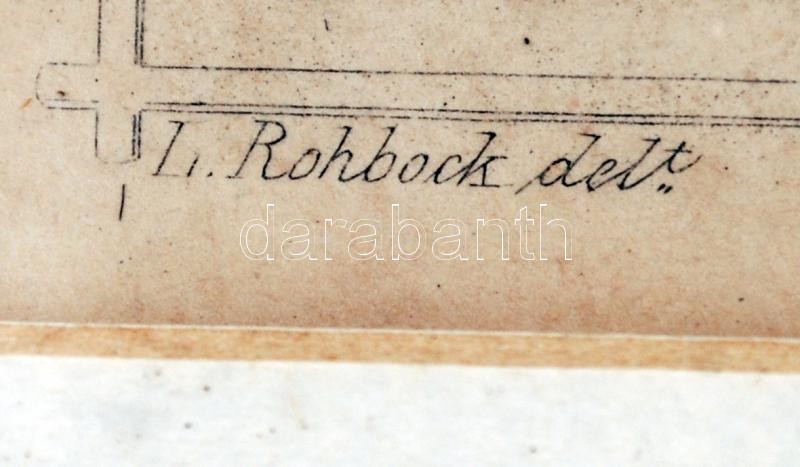 L. Rohbock delt.
darabanth